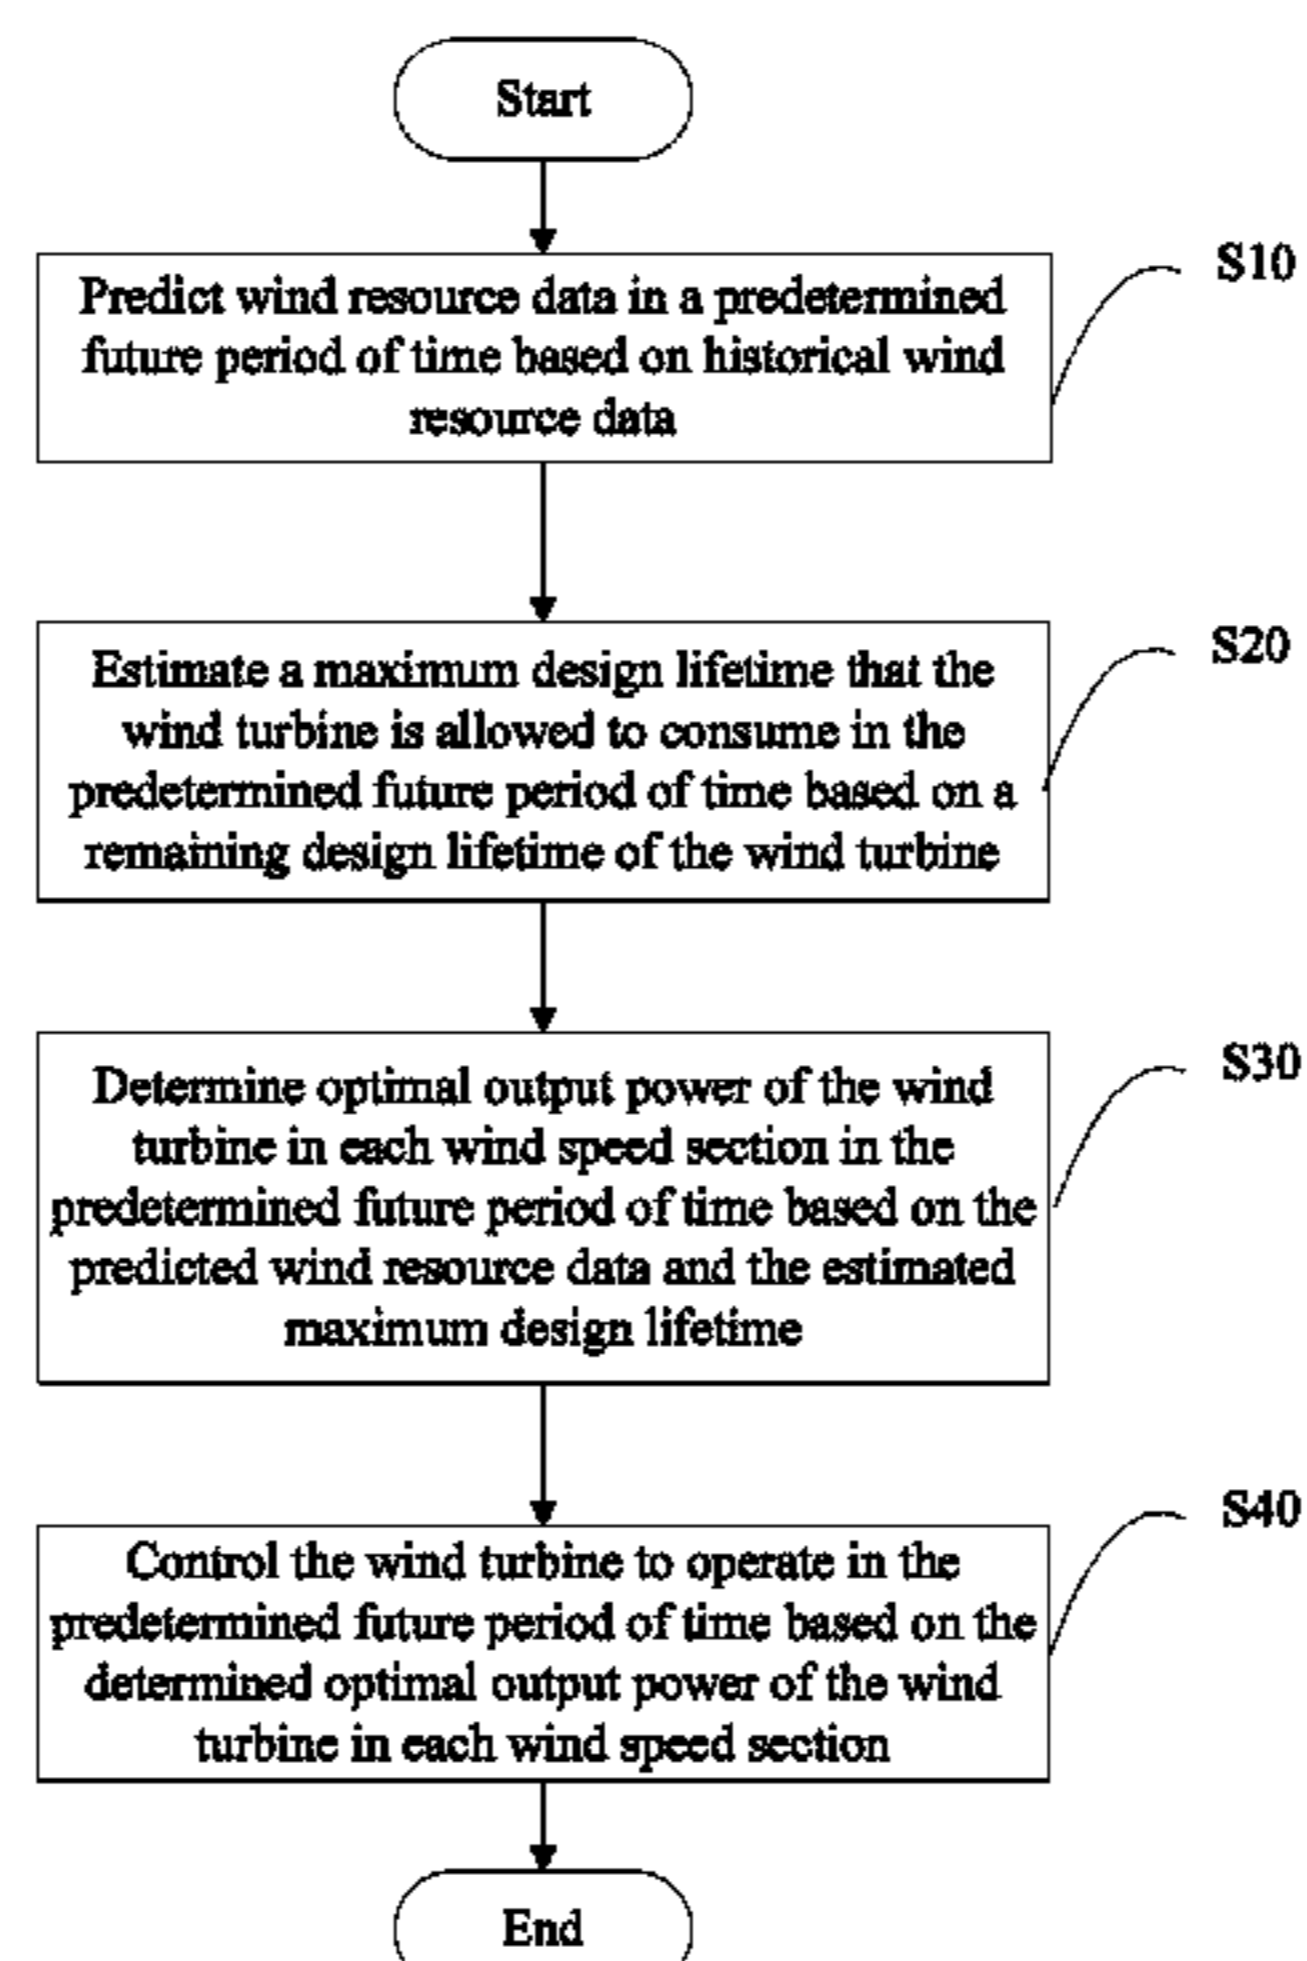 Start
S10
Predict wind resource data in a predetermined
future period of time based on historical wind
resource data
S20
Estimate a maximum design lifetime that the
wind turbine is allowed to consume in the
predetermined future period of time based on a
remaining design lifetime of the wind turbine
S30
Determine optimal output power of the wind
turbine in each wind speed section in the
predetermined future period of time based on the
predicted wind resource data and the estimated
maximum design lifetime
S40
Control the wind turbine to operate in the
predetermined future period of time based on the
determined optimal output power of the wind
turbine in each wind speed section
End